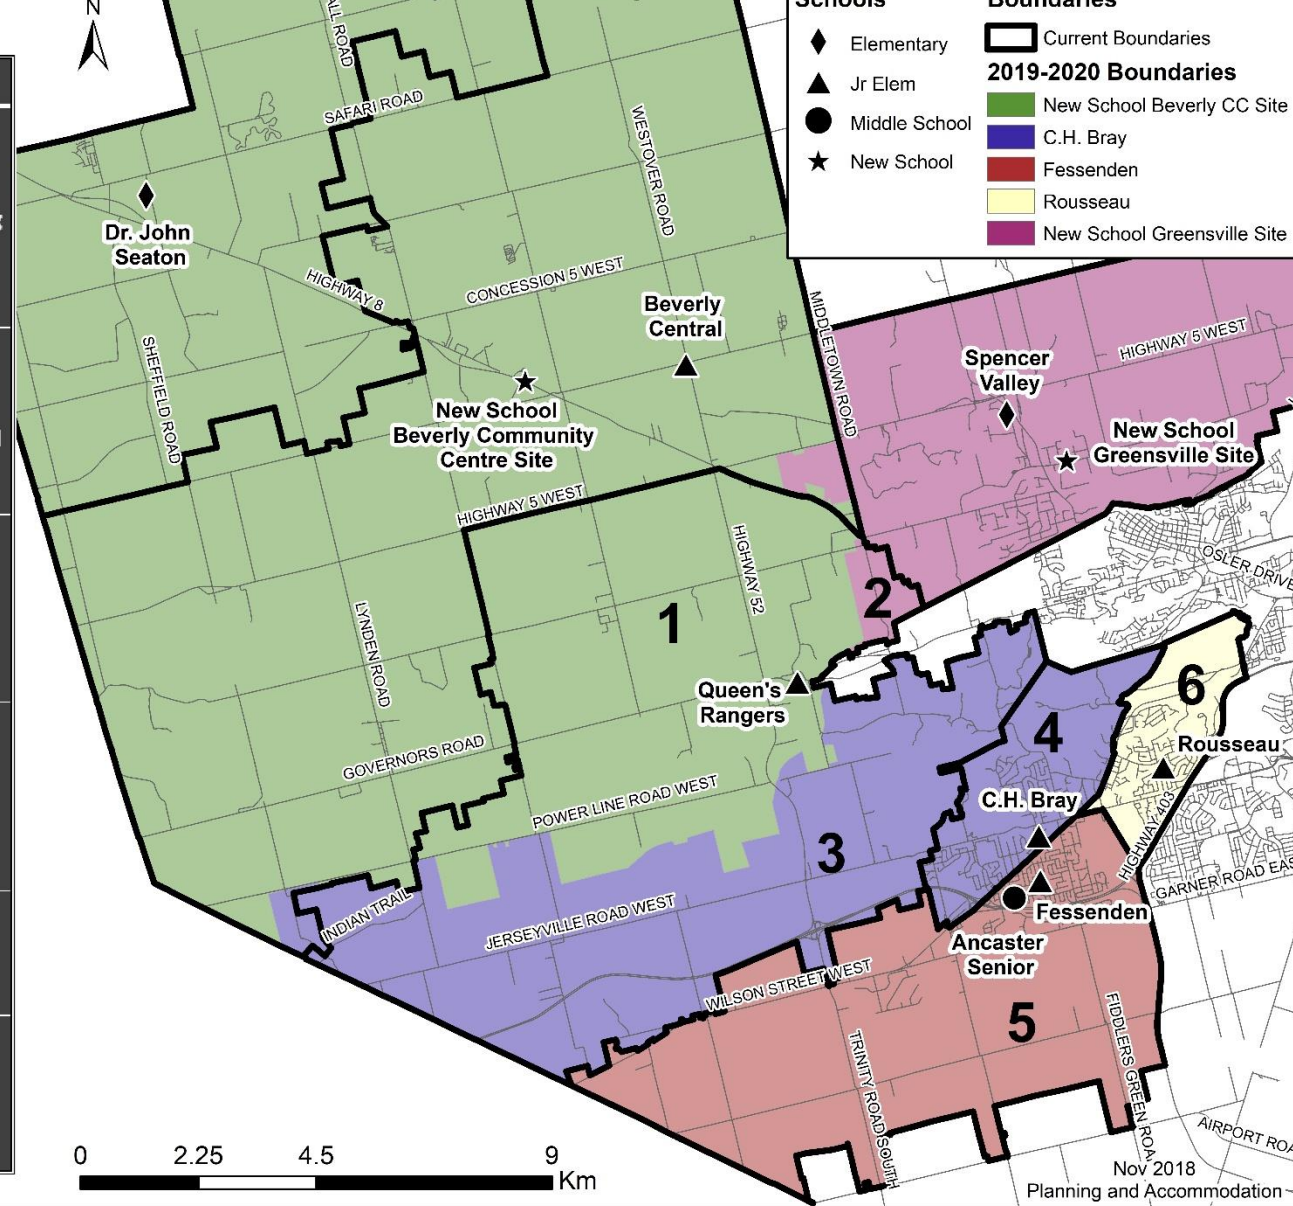 N
Schools
Elementary
Jr Elem
Middle School
New School
Boundaries
Current Boundaries
2019-2020 Boundaries
New School Beverly CC Site
C.H. Bray
Fessenden
Rousseau
New School Greensville Site
SAFARI ROAD
WESTOVER ROAD
Dr. John
Seaton
HIGHWAY 8
CONCESSION 5 WEST
Beverly
Central
MIDDLETOWN ROAD
HIGHWAY 5 WEST
Spencer
Valley
SHEFFIELD ROAD
New School
Beverly Community
Centre Site
New School
Greensville Site
HIGHWAY 5 WEST
HIGHWAY 52
OSLER DRIVE
1
2
LYNDEN ROAD
Queen's
Rangers
6
4
Rousseau
GOVERNORS ROAD
POWER LINE ROAD WEST
C.H. Bray
HIGHWAY 403
3
GARNER ROAD EAS
INDIAN TRAIL
JERSEYVILLE ROAD WEST
Fessenden
Ancaster
Senior
WILSON STREET WEST
5
TRINITY ROAD SOUTH
FIDDLERS GREEN ROA
AIRPORT ROA
0 2.25 4.5 9
Km
Nov 2018
Planning and Accommodation